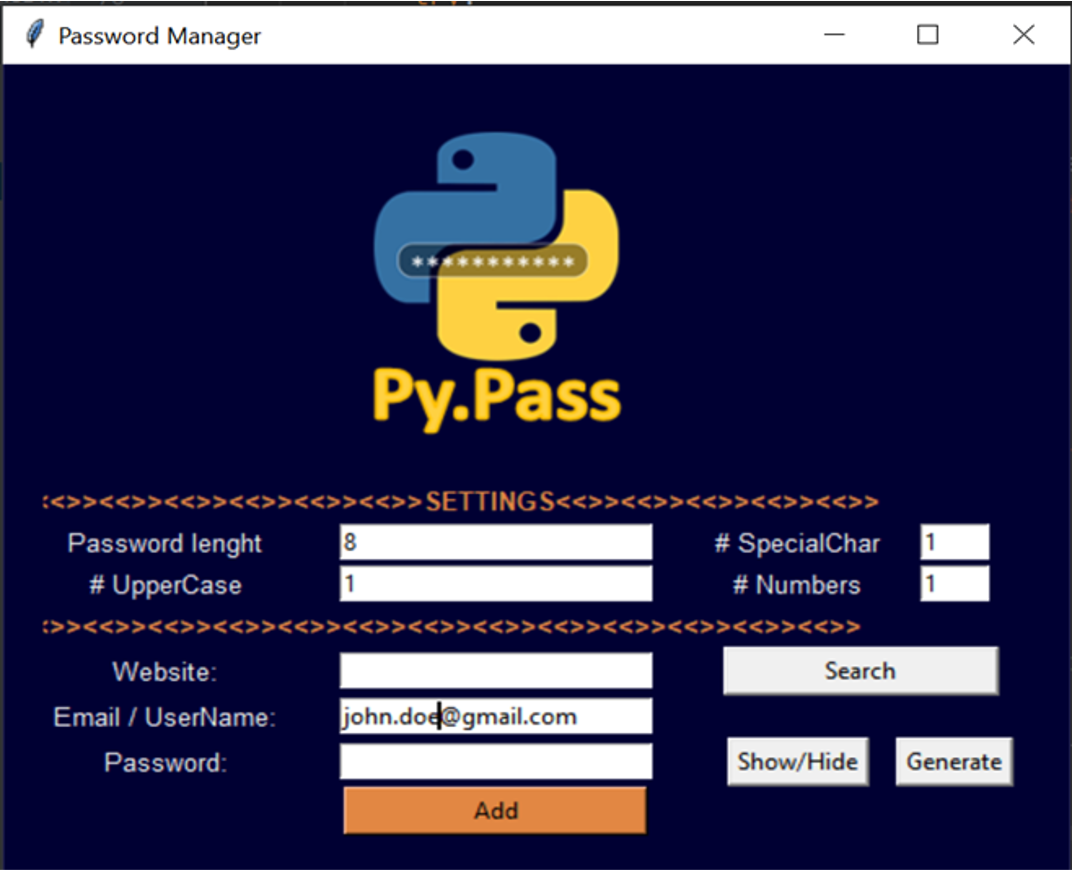 Password Manager
***********
Py.Pass
<>><<>><<>><<>><<>><<>>SETTINGS<<>><<>><<>><<>><<>>
Password lenght 8 # SpecialChar 1
# UpperCase 1 # Numbers 1
>><<>><<>><<>><<>><<>><<>><<>><<>><<>><<>><<>><<>>
Website: Search
Email / UserName: john.doe@gmail.com
Password: Show/Hide Generate
Add